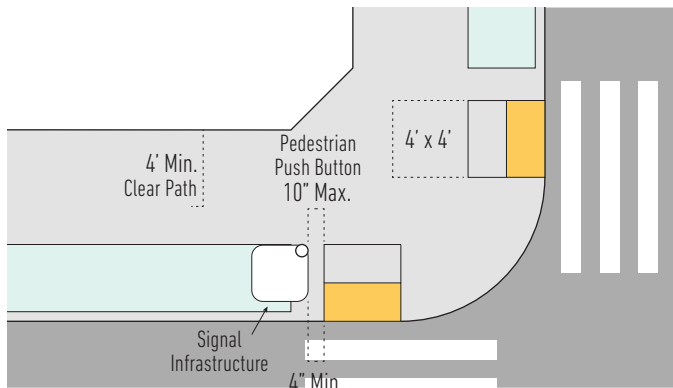 4' Min.
Clear Path
Pedestrian
Push Button
10" Max.
4' x 4'
Signal
Infrastructure
4" Min